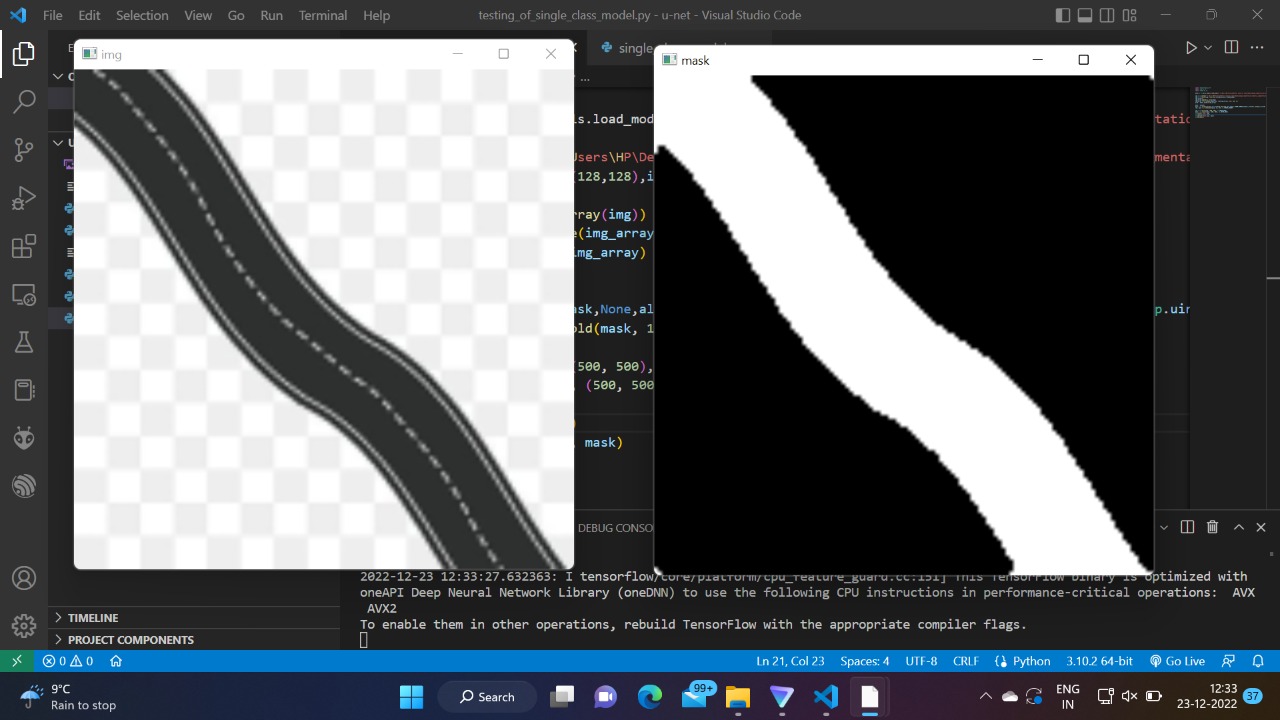 File Edit Selection View Go Run Terminal Help
testing_of_single_class_model.py - u-net - Visual Studio Code
img
mask
ls.load_mod
Users\HP\De
(128,128),i
rray(img))
e(img_array
img_array)
sk,None,al
p.uin
old(mask, 1
(500, 500),
, (500, 500
mask)
DEBUG CONSO
2022-12-23 12:33:27.632363: I tensorflow/core/platform/cpu_feature_guard.cc:151] This TensorFlow binary is optimized with
oneAPI Deep Neural Network Library (oneDNN) to use the following CPU instructions in performance-critical operations:  AVX
AVX2
To enable them in other operations, rebuild TensorFlow with the appropriate compiler flags.
TIMELINE
PROJECT COMPONENTS
0 0
Ln 21, Col 23
Spaces: 4
UTF-8
CRLF
Python
3.10.2 64-bit
Go Live
9°C
Rain to stop
Search
99+
ENG
IN
12:33
23-12-2022
37